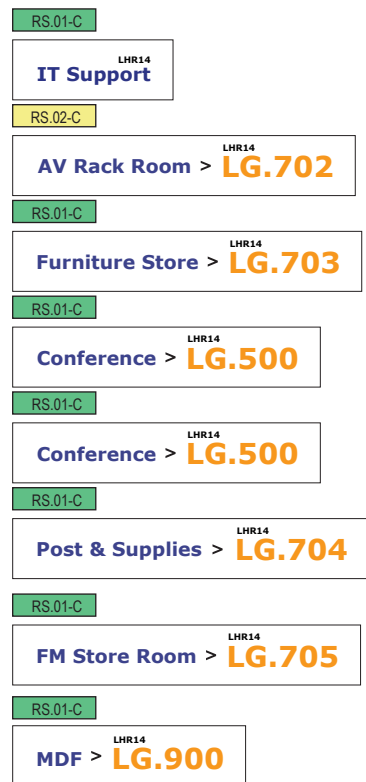 RS.01-C
LHR14
IT Support
RS.02-C
LHR14
AV Rack Room > LG.702
RS.01-C
LHR14
Furniture Store > LG.703
RS.01-C
LHR14
Conference > LG.500
RS.01-C
LHR14
Conference > LG.500
RS.01-C
LHR14
Post & Supplies > LG.704
RS.01-C
LHR14
FM Store Room > LG.705
RS.01-C
LHR14
MDF > LG.900